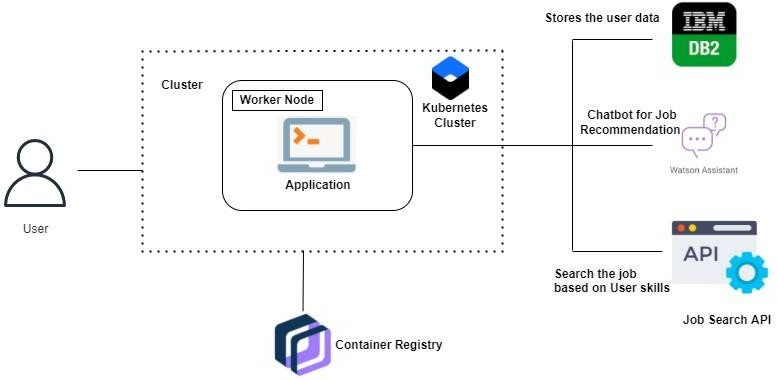 Stores the user data
IBM
DB2
Cluster
Worker Node
Kubernetes
Cluster
Chatbot for Job
Recommendation
Watson Assistant
Application
User
API
Search the job
based on User skills
Job Search API
Container Registry